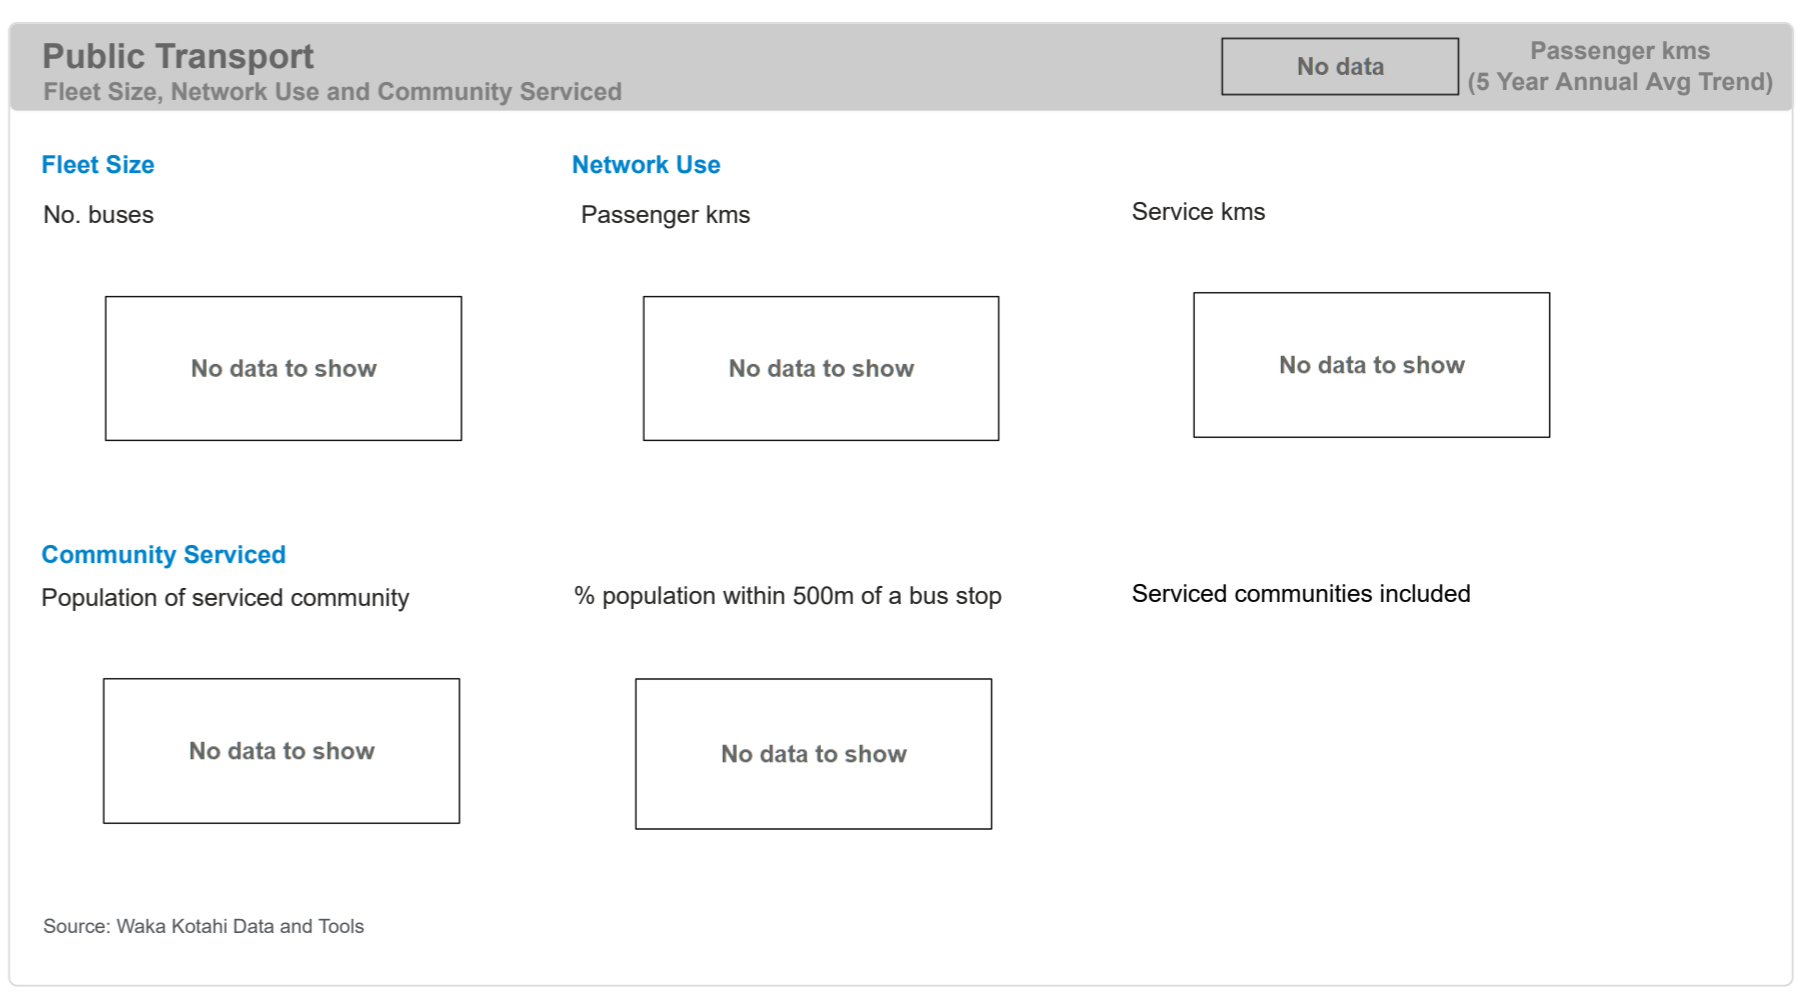 Public Transport
Fleet Size, Network Use and Community Serviced
No data
Passenger kms
(5 Year Annual Avg Trend)
Fleet Size
Network Use
No. buses
Passenger kms
Service kms
No data to show
No data to show
No data to show
Community Serviced
Population of serviced community
% population within 500m of a bus stop
Serviced communities included
No data to show
No data to show
Source: Waka Kotahi Data and Tools